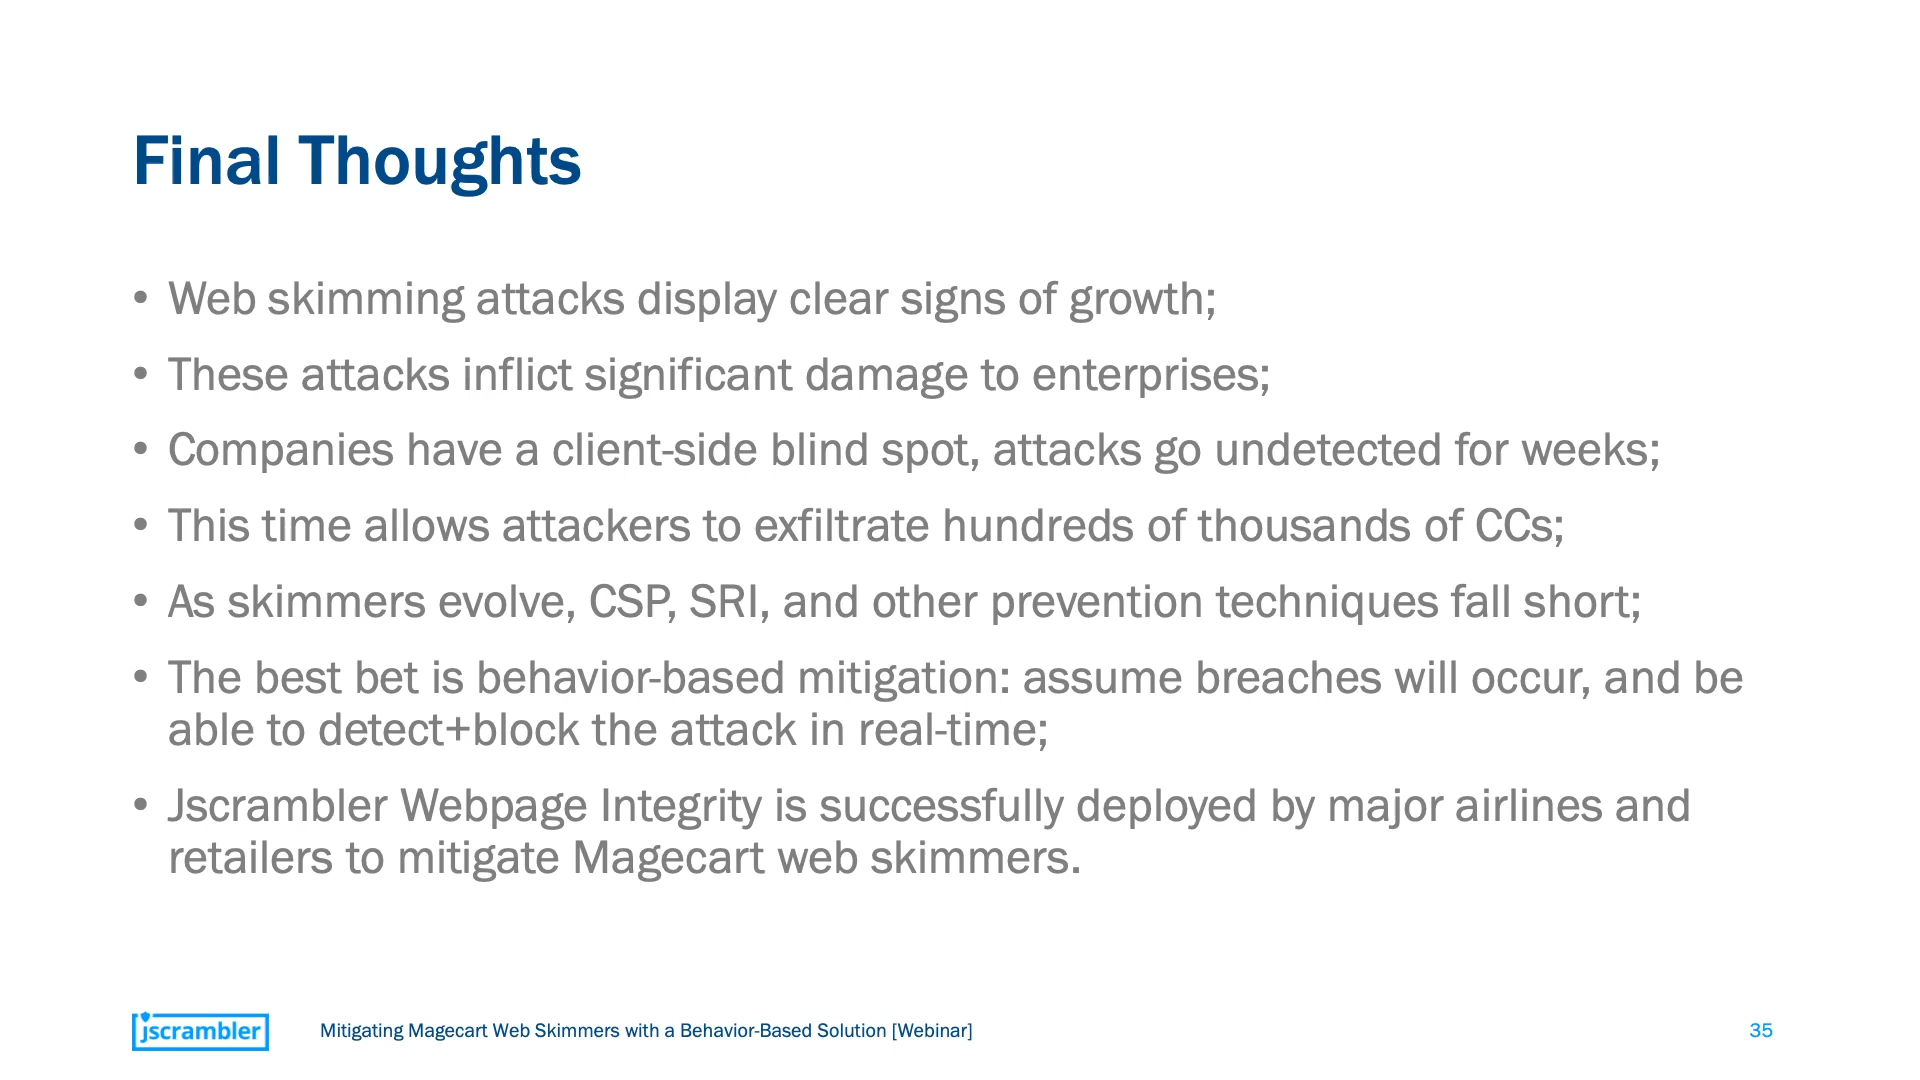 Final Thoughts
• Web skimming attacks display clear signs of growth;
• These attacks inflict significant damage to enterprises;
• Companies have a client-side blind spot, attacks go undetected for weeks;
• This time allows attackers to exfiltrate hundreds of thousands of CCs;
• As skimmers evolve, CSP, SRI, and other prevention techniques fall short;
• The best bet is behavior-based mitigation: assume breaches will occur, and be
able to detect+block the attack in real-time;
• Jscrambler Webpage Integrity is successfully deployed by major airlines and
retailers to mitigate Magecart web skimmers.
jscrambler
Mitigating Magecart Web Skimmers with a Behavior-Based Solution [Webinar]
35